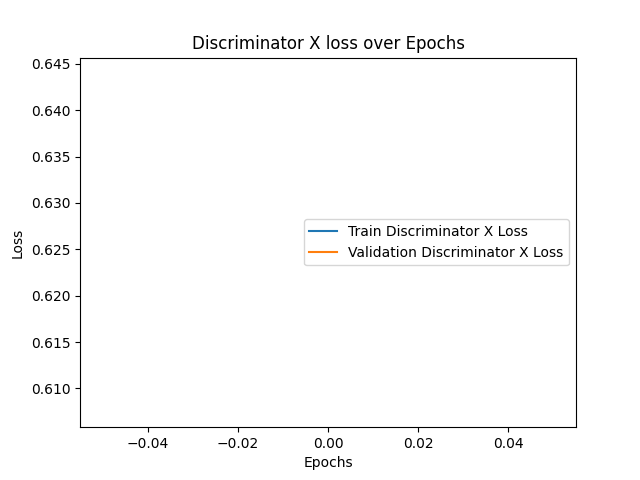 Discriminator X loss over Epochs
0.645
0.640
0.635
0.630
0.625
0.620
0.615
0.610
Loss
Train Discriminator X Loss
Validation Discriminator X Loss
−0.04 −0.02 0.00 0.02 0.04
Epochs